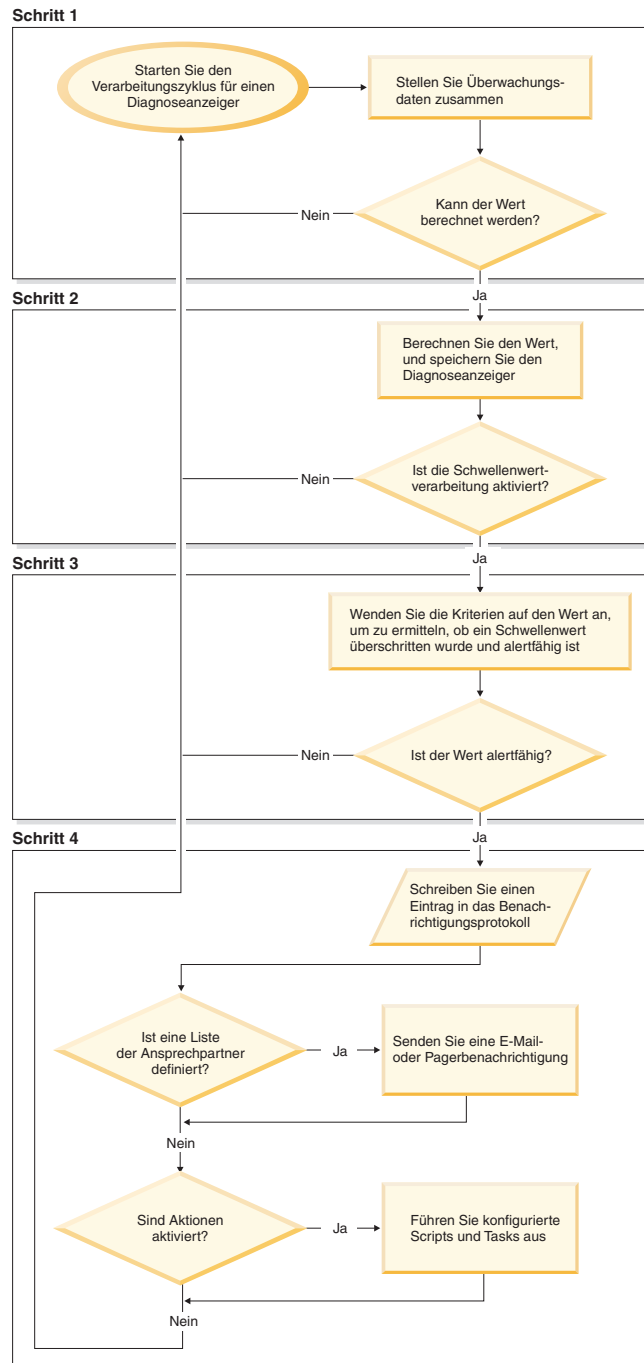 Schritt 1
Starten Sie den
Verarbeitungszyklus für einen
Diagnoseanzeiger
Stellen Sie Überwachungs-
daten zusammen
Kann der Wert
berechnet werden?
Nein
Ja
Schritt 2
Berechnen Sie den Wert,
und speichern Sie den
Diagnoseanzeiger
Ist die Schwellenwert-
verarbeitung aktiviert?
Nein
Ja
Schritt 3
Wenden Sie die Kriterien auf den Wert an,
um zu ermitteln, ob ein Schwellenwert
überschritten wurde und alertfähig ist
Ist der Wert alertfähig?
Nein
Ja
Schritt 4
Schreiben Sie einen
Eintrag in das Benach-
richtigungsprotokoll
Ist eine Liste
der Ansprechpartner
definiert?
Ja
Senden Sie eine E-Mail-
oder Pagerbenachrichtigung
Nein
Sind Aktionen
aktiviert?
Ja
Führen Sie konfigurierte
Scripts und Tasks aus
Nein